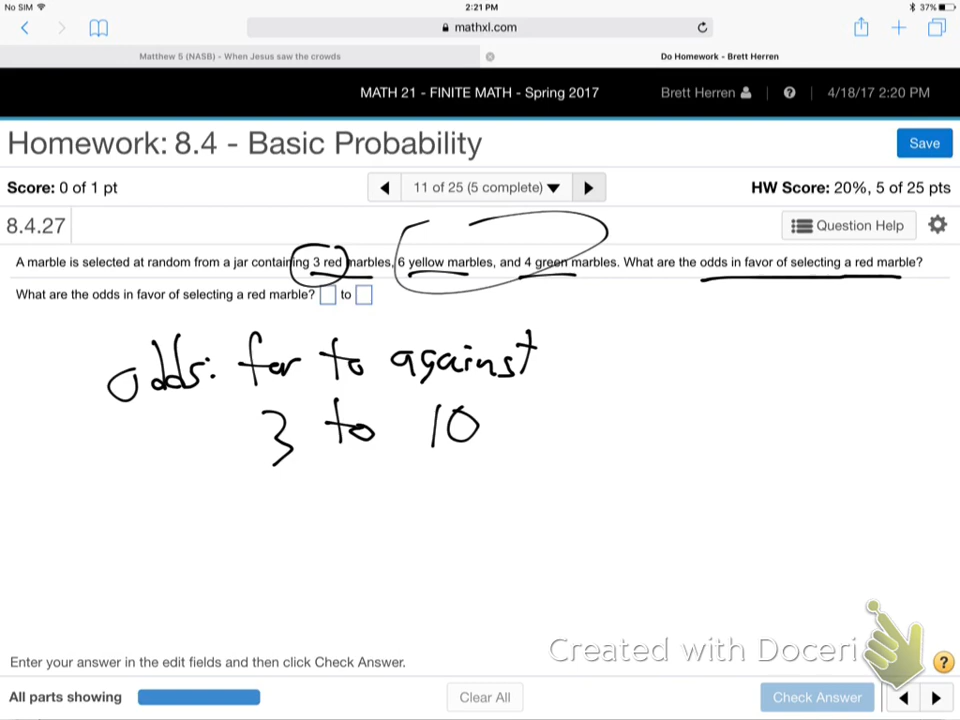 No SIM 2:21 PM 37%
mathxl.com
Matthew 5 (NASB) - When Jesus saw the crowds Do Homework - Brett Herren
MATH 21 - FINITE MATH - Spring 2017 Brett Herren ? 4/18/17 2:20 PM
Homework: 8.4 - Basic Probability Save
Score: 0 of 1 pt 11 of 25 (5 complete) HW Score: 20%, 5 of 25 pts
8.4.27 Question Help
A marble is selected at random from a jar containing 3 red marbles, 6 yellow marbles, and 4 green marbles. What are the odds in favor of selecting a red marble?
What are the odds in favor of selecting a red marble? to
odds: for to against
3 to 10
Created with Doceri
Enter your answer in the edit fields and then click Check Answer. ?
All parts showing Clear All Check Answer